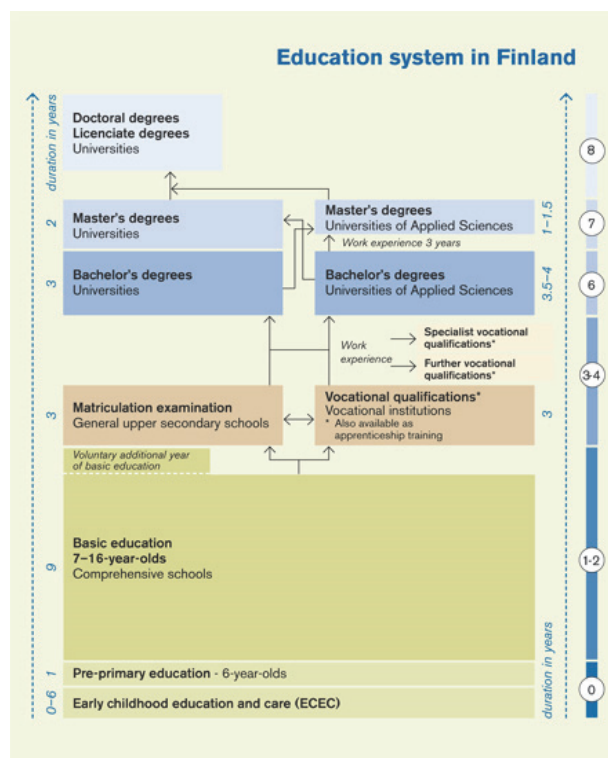 Education system in Finland
duration in years
Doctoral degrees
Licenciate degrees
Universities
8
2
Master's degrees
Universities
Master's degrees
Universities of Applied Sciences
1–1.5
7
Work experience 3 years
3
Bachelor's degrees
Universities
Bachelor's degrees
Universities of Applied Sciences
3.5–4
6
Work
experience
Specialist vocational
qualifications*
Further vocational
qualifications*
3-4
3
Matriculation examination
General upper secondary schools
Vocational qualifications*
Vocational institutions
* Also available as
apprenticeship training
3
Voluntary additional year
of basic education
9
Basic education
7–16-year-olds
Comprehensive schools
1-2
duration in years
1
Pre-primary education - 6-year-olds
0
0–6
Early childhood education and care (ECEC)